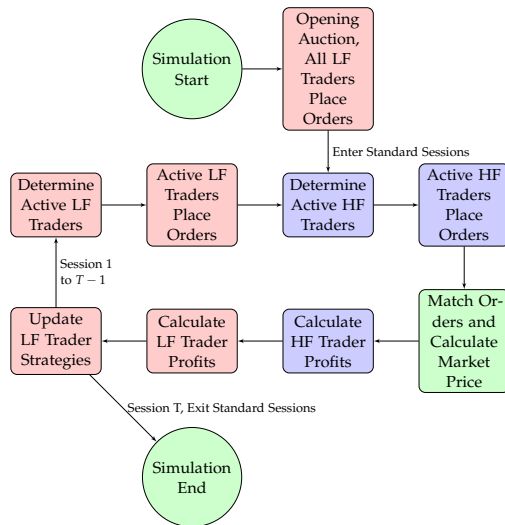 Simulation
Start
Opening
Auction,
All LF
Traders
Place
Orders
Enter Standard Sessions
Determine
Active LF
Traders
Active LF
Traders
Place
Orders
Determine
Active HF
Traders
Active HF
Traders
Place
Orders
Session 1
to T − 1
Update
LF Trader
Strategies
Calculate
LF Trader
Profits
Calculate
HF Trader
Profits
Match Or-
ders and
Calculate
Market
Price
Session T, Exit Standard Sessions
Simulation
End